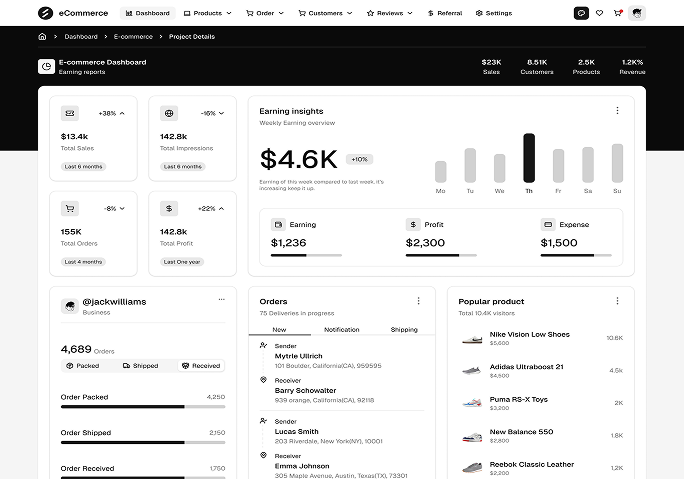 eCommerce
Dashboard
Products
Order
Customers
Reviews
Referral
Settings
Dashboard
E-commerce
Project Details
E-commerce Dashboard
Earning reports
$23K
Sales
8.51K
Customers
2.5K
Products
1.2K%
Revenue
+38%
$13.4k
Total Sales
Last 6 months
-16%
142.8k
Total Impressions
Last 6 months
-8%
155K
Total Orders
Last 4 months
+22%
142.8k
Total Profit
Last One year
Earning insights
Weekly Earning overview
$4.6K
+10%
Earning of this week compared to last week, it's
increasing keep it up.
Mo
Tu
We
Th
Fr
Sa
Su
Earning
$1,236
Profit
$2,300
Expense
$1,500
@jackwilliams
Business
4,689 Orders
Packed
Shipped
Received
Order Packed
4,250
Order Shipped
2,150
Order Received
1,750
Orders
75 Deliveries in progress
New
Notification
Shipping
Sender
Myrtle Ullrich
101 Boulder, California(CA), 959595
Receiver
Barry Schowalter
939 orange, California(CA), 92118
Sender
Lucas Smith
203 Riverdale, New York(NY), 10001
Receiver
Emma Johnson
305 Maple Avenue, Austin, Texas(TX), 73301
Popular product
Total 10.4K visitors
Nike Vision Low Shoes
$5,600
10.6K
Adidas Ultraboost 21
$4,500
4.5k
Puma RS-X Toys
$3,200
2K
New Balance 550
$2,800
1.8K
Reebok Classic Leather
$2,200
1.2K